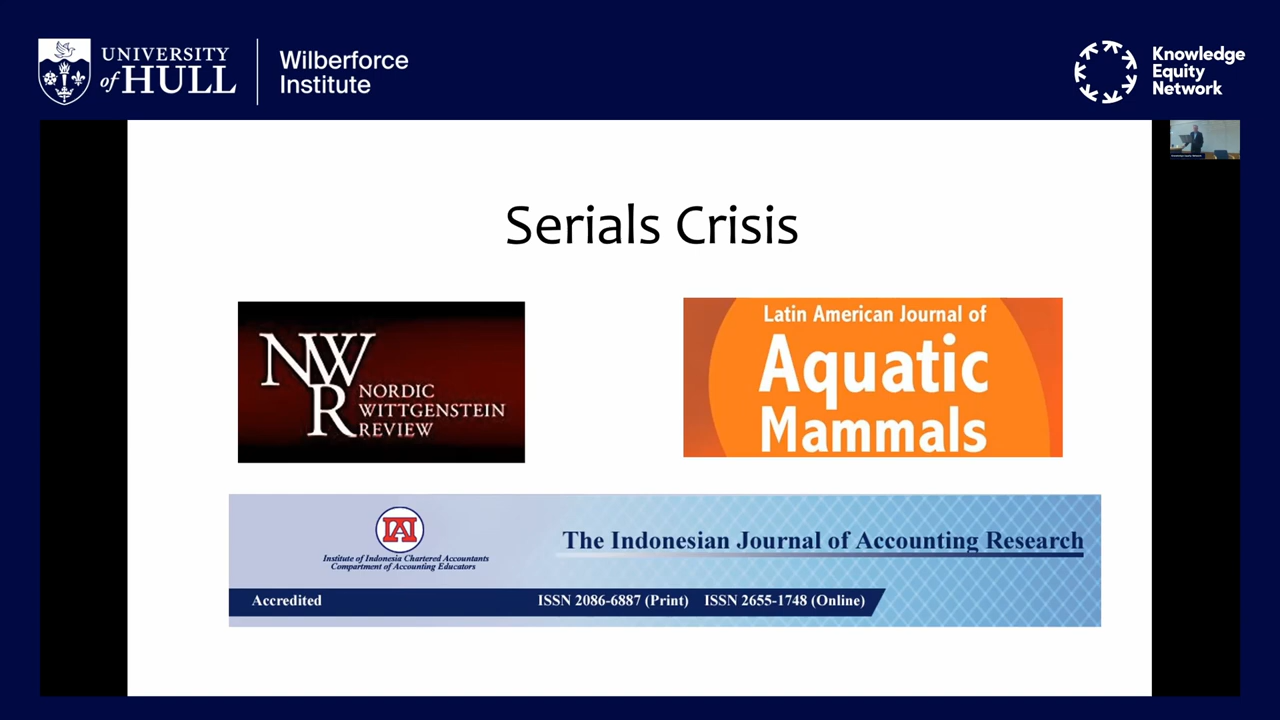 UNIVERSITY
of HULL
Wilberforce
Institute
Knowledge
Equity
Network
Serials Crisis
NWR
NORDIC
WITTGENSTEIN
REVIEW
Latin American Journal of
Aquatic
Mammals
IAI
Institute of Indonesia Chartered Accountants
Compartment of Accounting Educators
The Indonesian Journal of Accounting Research
Accredited
ISSN 2086-6887 (Print) ISSN 2655-1748 (Online)